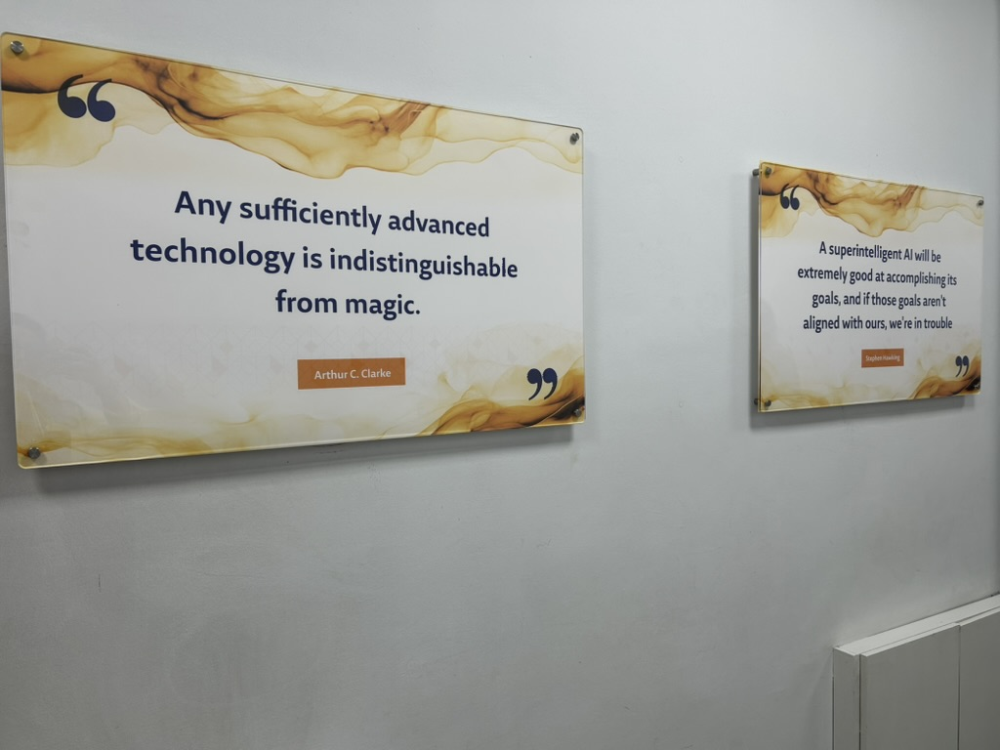 “
Any sufficiently advanced
technology is indistinguishable
from magic.
Arthur C. Clarke
”
“
A superintelligent AI will be
extremely good at accomplishing its
goals, and if those goals aren't
aligned with ours, we're in trouble
Stephen Hawking
”